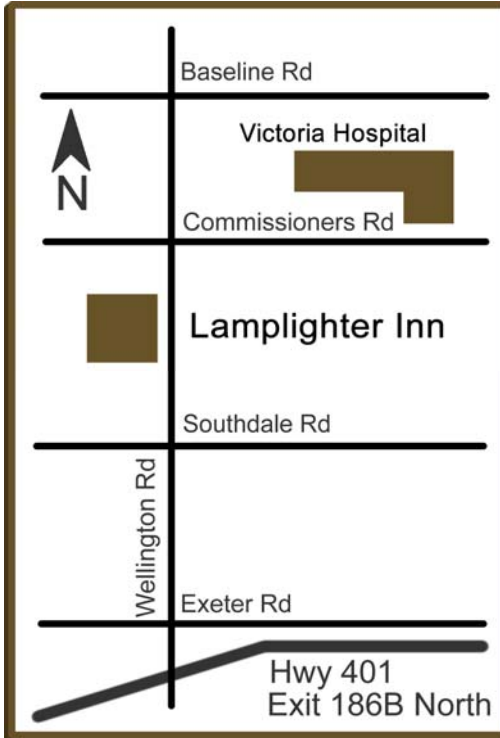 Baseline Rd
Victoria Hospital
N
Commissioners Rd
Lamplighter Inn
Southdale Rd
Wellington Rd
Exeter Rd
Hwy 401
Exit 186B North